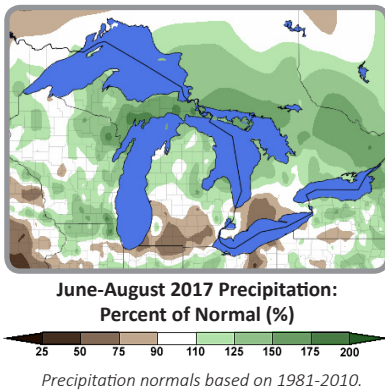 June-August 2017 Precipitation:
Percent of Normal (%)
25 50 75 90 110 125 150 175 200
Precipitation normals based on 1981-2010.